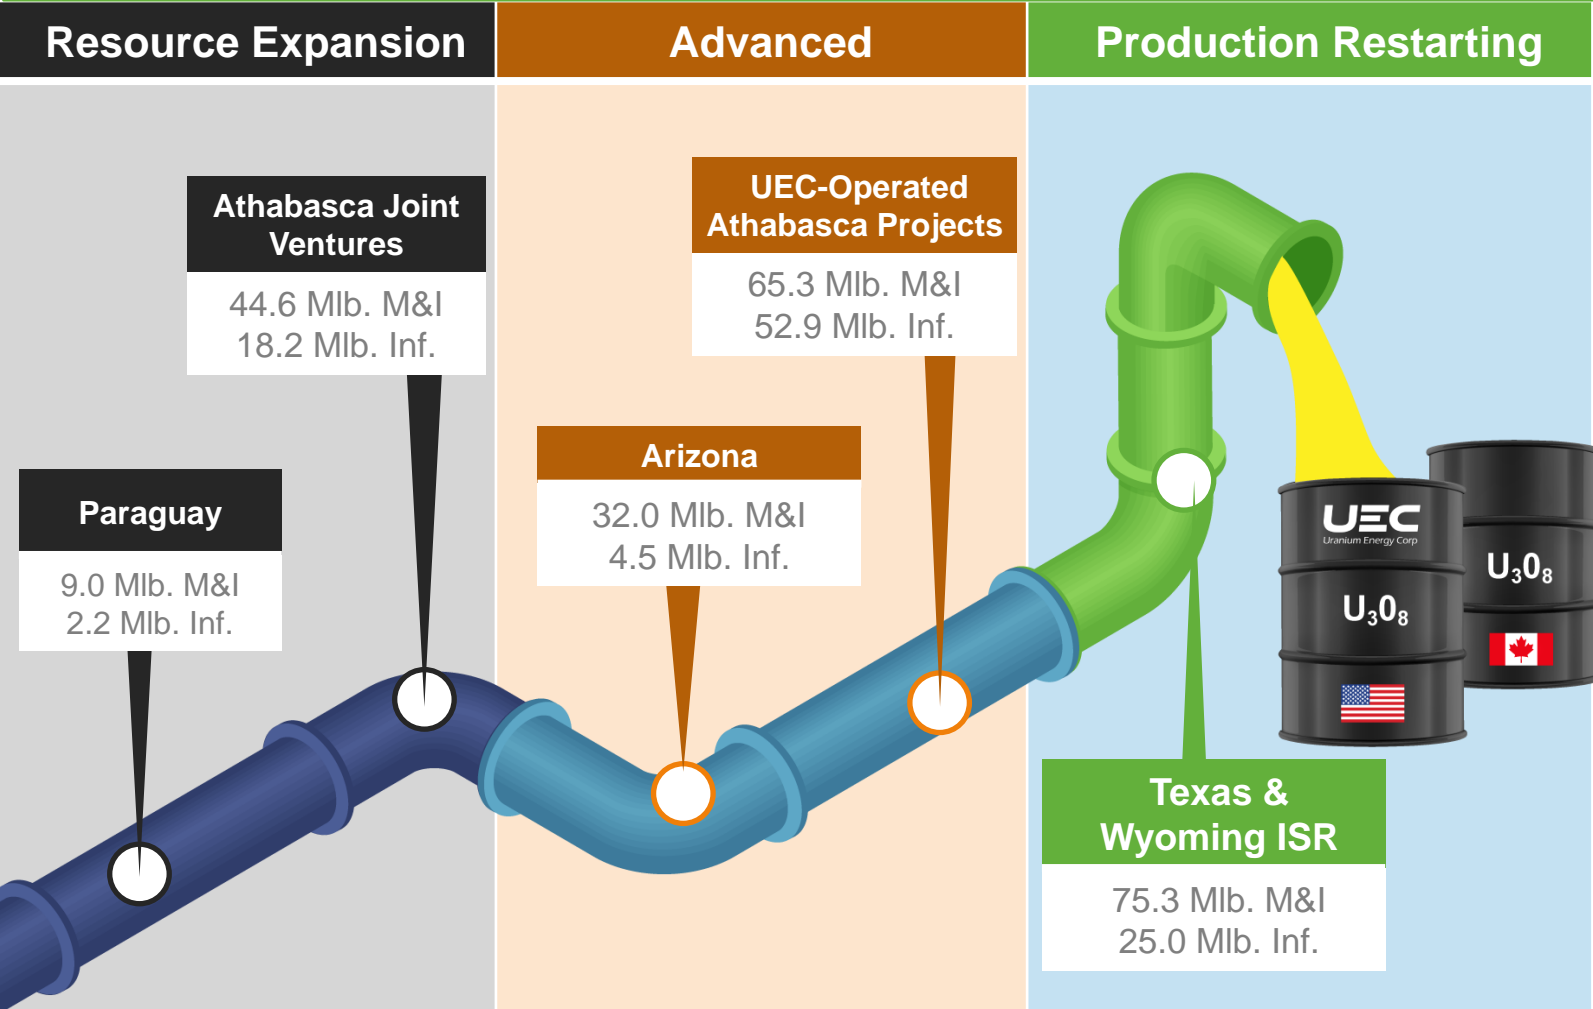 Resource Expansion
Advanced
Production Restarting
Athabasca Joint
Ventures
44.6 Mlb. M&I
18.2 Mlb. Inf.
Paraguay
9.0 Mlb. M&I
2.2 Mlb. Inf.
UEC-Operated
Athabasca Projects
65.3 Mlb. M&I
52.9 Mlb. Inf.
Arizona
32.0 Mlb. M&I
4.5 Mlb. Inf.
UEC
Uranium Energy Corp
U₃0₈
U₃0₈
Texas &
Wyoming ISR
75.3 Mlb. M&I
25.0 Mlb. Inf.